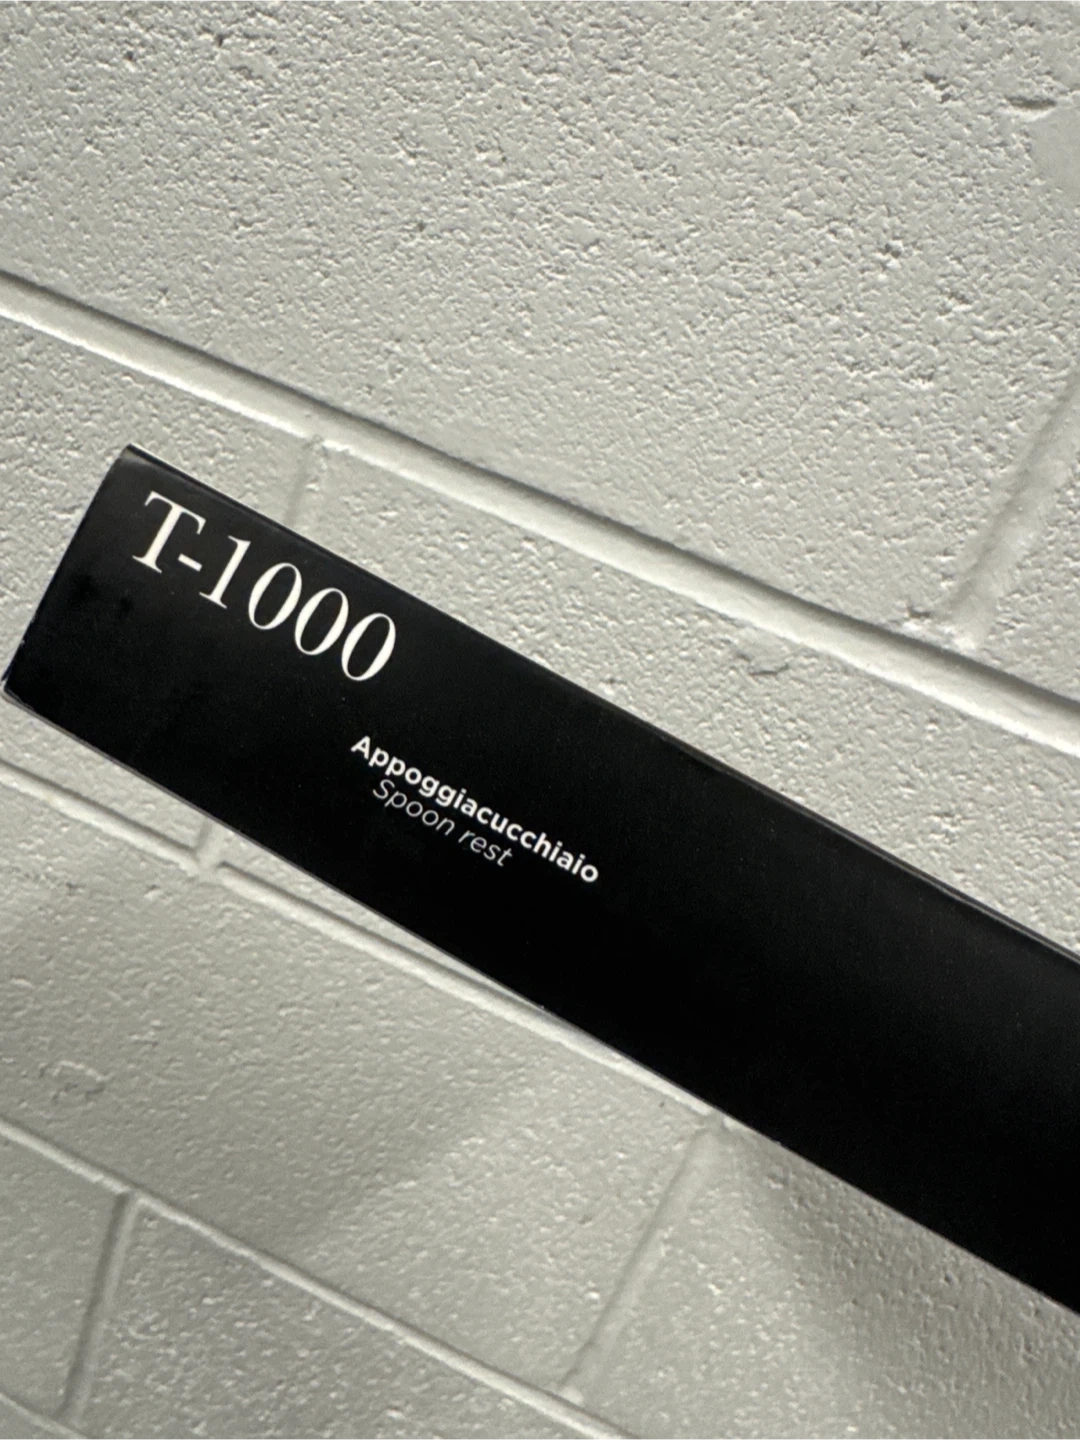 T-1000
Appoggiacucchiaio
Spoon rest